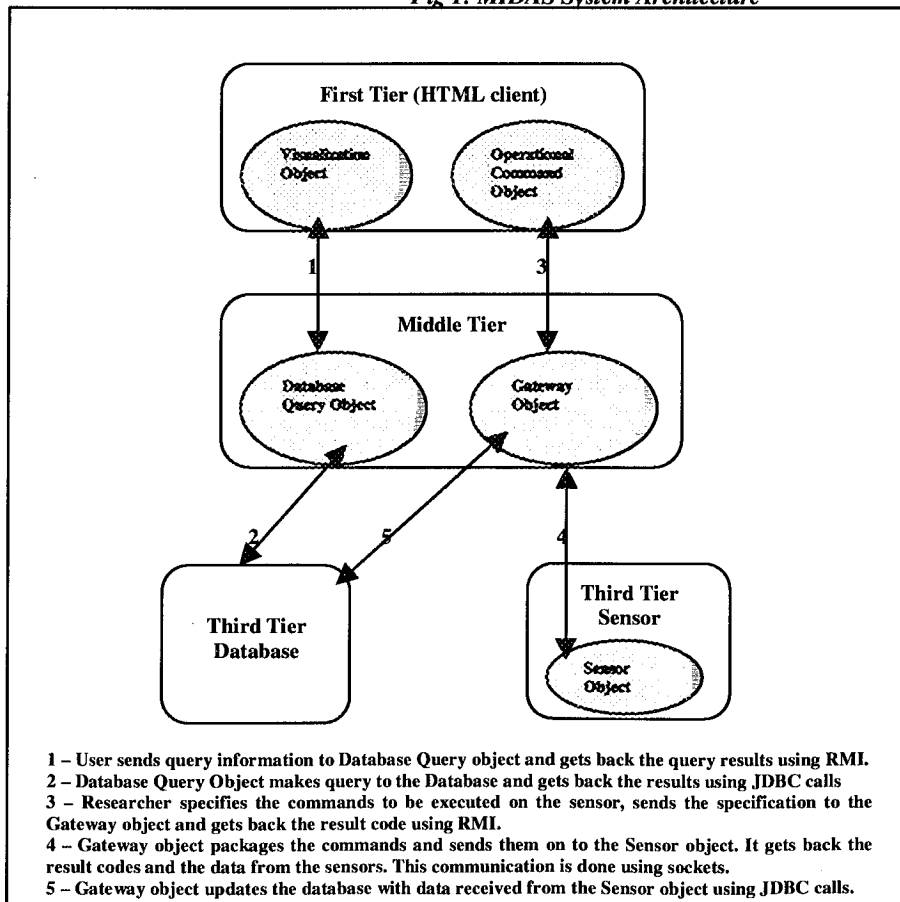 Fig 1: MIDAS System Architecture
First Tier (HTML client)
Visualization
Object
Operational
Command
Object
1
3
Middle Tier
Database
Query Object
Gateway
Object
2
5
4
Third Tier
Database
Third Tier
Sensor
Sensor
Object
1 – User sends query information to Database Query object and gets back the query results using RMI.
2 – Database Query Object makes query to the Database and gets back the results using JDBC calls
3 – Researcher specifies the commands to be executed on the sensor, sends the specification to the
Gateway object and gets back the result code using RMI.
4 – Gateway object packages the commands and sends them on to the Sensor object. It gets back the
result codes and the data from the sensors. This communication is done using sockets.
5 – Gateway object updates the database with data received from the Sensor object using JDBC calls.